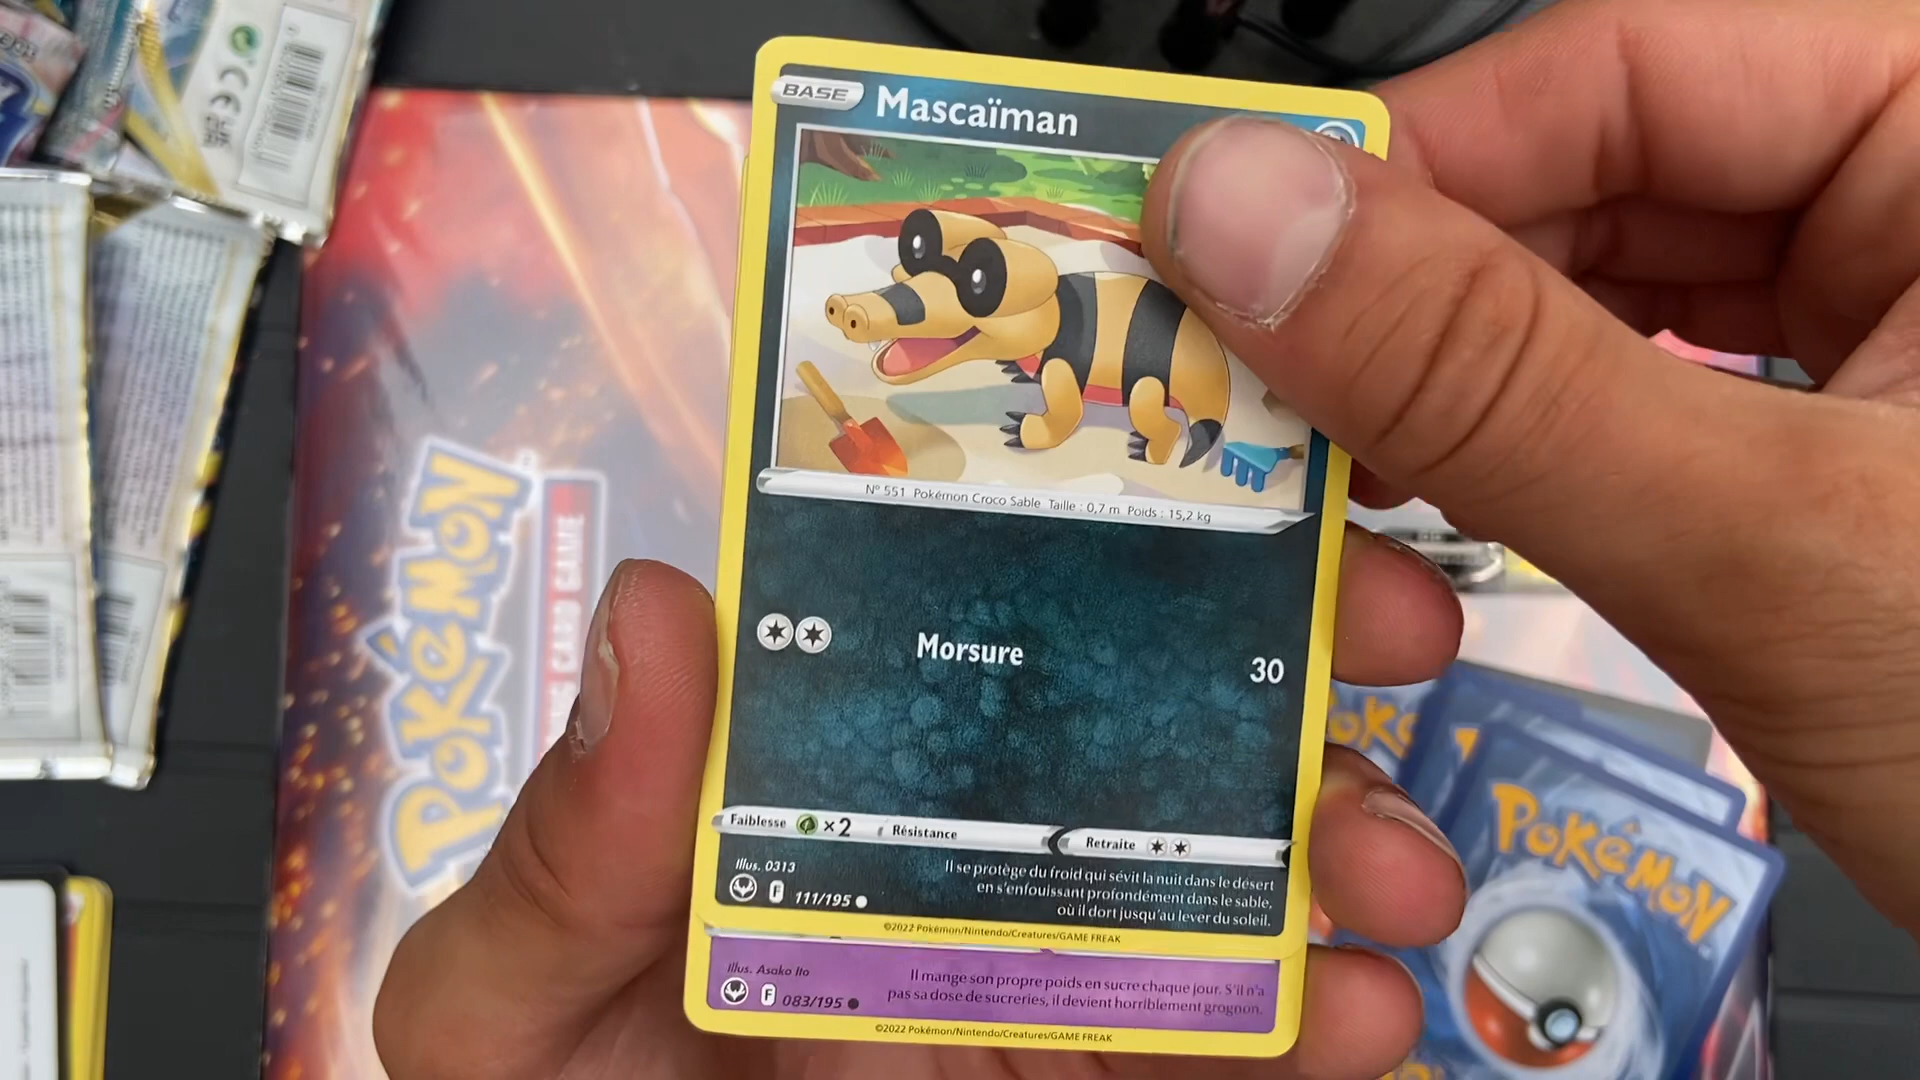 BASE
Mascaïman
N° 551 Pokémon Croco Sable Taille : 0,7 m Poids : 15,2 kg
Morsure
30
Faiblesse ×2 Résistance Retraite
Illus. 0313
F 111/195
Il se protège du froid qui sévit la nuit dans le désert
en s'enfouissant profondément dans le sable,
où il dort jusqu'au lever du soleil.
©2022 Pokémon/Nintendo/Creatures/GAME FREAK
Illus. Asako Ito
F 083/195
Il mange son propre poids en sucre chaque jour. S'il n'a
pas sa dose de sucreries, il devient horriblement grognon.
©2022 Pokémon/Nintendo/Creatures/GAME FREAK
POKéMON
CARD GAME
POKéMON
CE